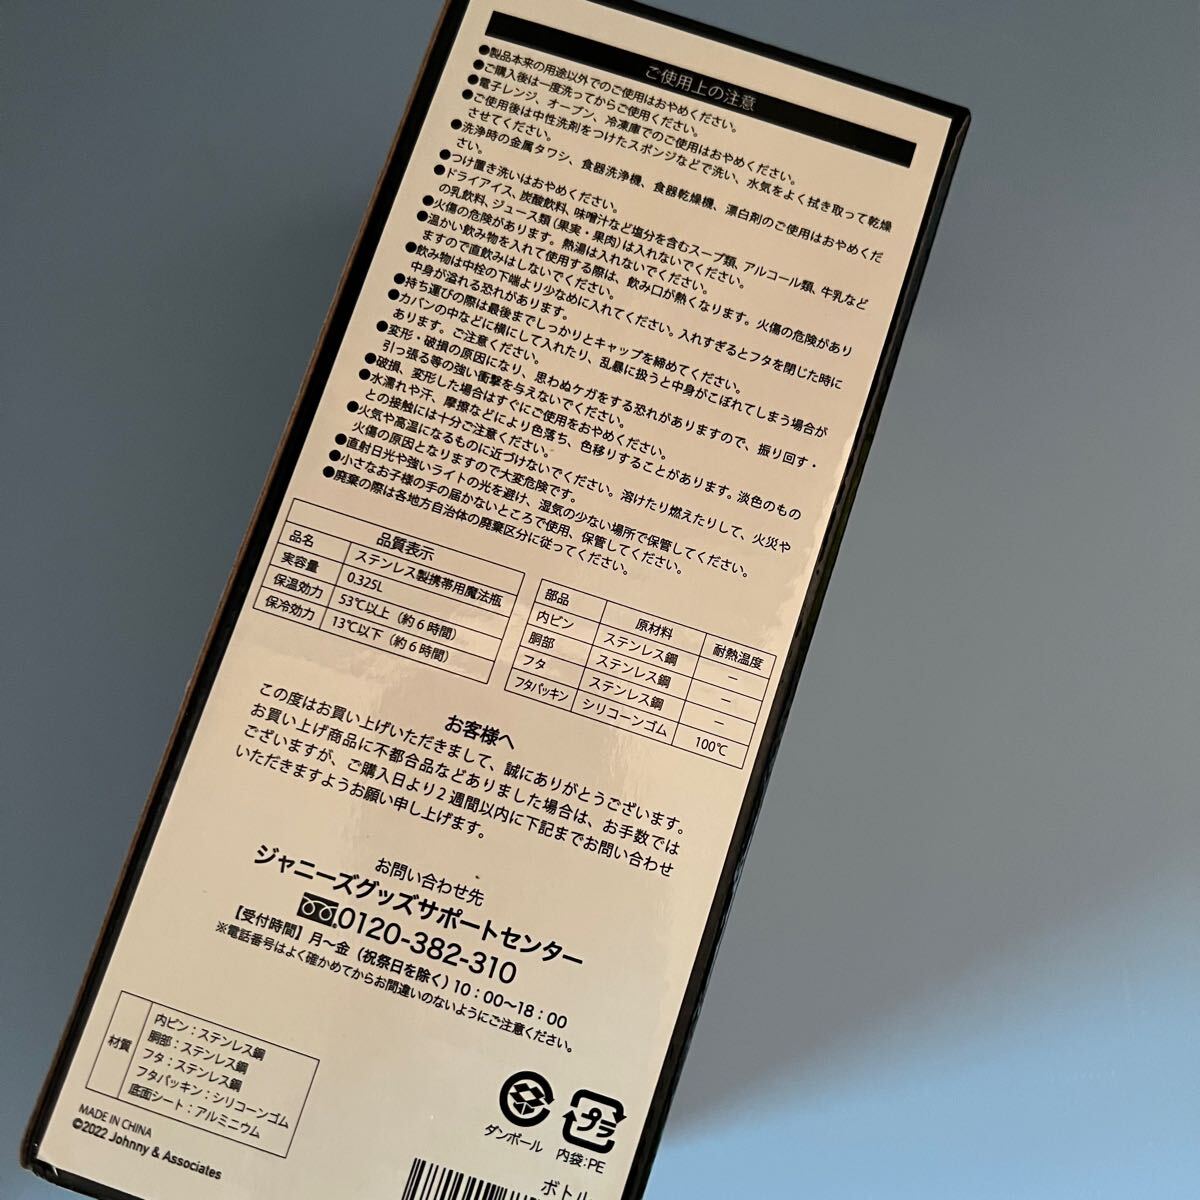 ご使用上の注意
●製品本来の用途以外でのご使用はおやめください。
●ご購入後は一度洗ってからご使用ください。
●電子レンジ、オーブン、冷凍庫でのご使用はおやめください。
●ご使用後は中性洗剤をつけたスポンジなどで洗い、水気をよく拭き取って乾燥
させてください。
●洗浄時の金属タワシ、食器洗浄機、食器乾燥機、漂白剤のご使用はおやめくだ
さい。
●つけ置き洗いはおやめください。
●ドライアイス、炭酸飲料、味噌汁など塩分を含むスープ類、アルコール類、牛乳など
の乳飲料、ジュース類(果実・果肉)は入れないでください。
●火傷の危険があります。熱湯は入れないでください。
●温かい飲み物を入れて使用する際は、飲み口が熱くなります。火傷の危険があり
ますので直飲みはしないでください。
●飲み物は中栓の下端より少なめに入れてください。入れすぎるとフタを閉じた時に
中身が溢れる恐れがあります。
●持ち運びの際は最後までしっかりとキャップを締めてください。
●カバンの中などに横にして入れたり、乱暴に扱うと中身がこぼれてしまう場合が
あります。ご注意ください。
●変形・破損の原因になり、思わぬケガをする恐れがありますので、振り回す・
引っ張る等の強い衝撃を与えないでください。
●破損、変形した場合はすぐにご使用をおやめください。
●水濡れや汗、摩擦などにより色落ち、色移りすることがあります。淡色のもの
との接触には十分ご注意ください。
●火気や高温になるものに近づけないでください。溶けたり燃えたりして、火災や
火傷の原因となりますので大変危険です。
●直射日光や強いライトの光を避け、湿気の少ない場所で保管してください。
●小さなお子様の手の届かないところで使用、保管してください。
●廃棄の際は各地方自治体の廃棄区分に従ってください。
品質表示
品名 ステンレス製携帯用魔法瓶
実容量 0.325L
保温効力 53℃以上(約6時間)
保冷効力 13℃以下(約6時間)
部品 原材料 耐熱温度
内ビン ステンレス鋼 －
胴部 ステンレス鋼 －
フタ ステンレス鋼 －
フタパッキン シリコーンゴム 100℃
お客様へ
この度はお買い上げいただきまして、誠にありがとうございます。
お買い上げ商品に不都合品などありました場合は、お手数では
ございますが、ご購入日より2週間以内に下記までお問い合わせ
いただきますようお願い申し上げます。
お問い合わせ先
ジャニーズグッズサポートセンター
0120-382-310
【受付時間】月～金(祝祭日を除く)10：00～18：00
※電話番号はよく確かめてからお間違いのないようにご注意ください。
材質
内ビン：ステンレス鋼
胴部：ステンレス鋼
フタ：ステンレス鋼
フタパッキン：シリコーンゴム
底面シート：アルミニウム
MADE IN CHINA
©2022 Johnny & Associates
ダンボール
プラ
内袋:PE
ボトル